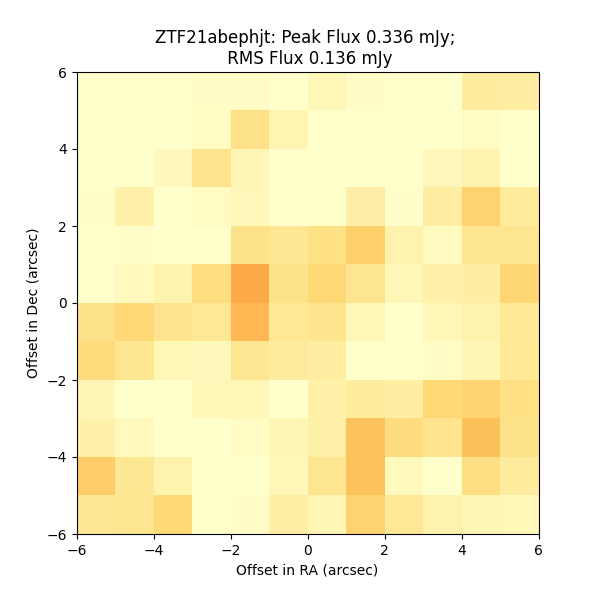 ZTF21abephjt: Peak Flux 0.336 mJy;
RMS Flux 0.136 mJy
6
4
2
0
−2
−4
−6
Offset in Dec (arcsec)
−6 −4 −2 0 2 4 6
Offset in RA (arcsec)